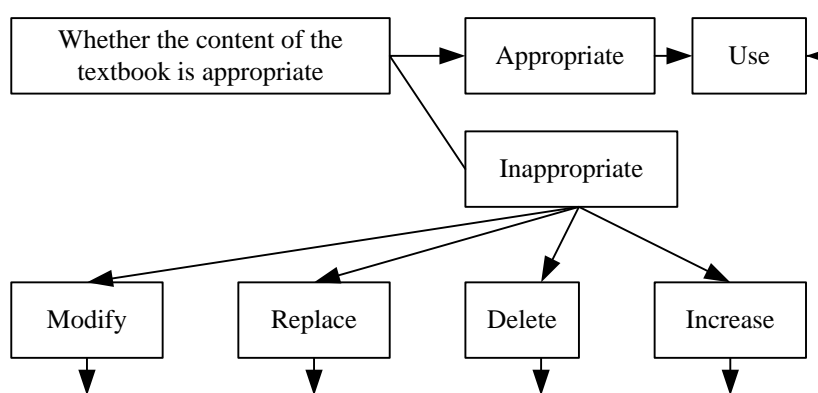 Whether the content of the
textbook is appropriate
Appropriate
Use
Inappropriate
Modify
Replace
Delete
Increase